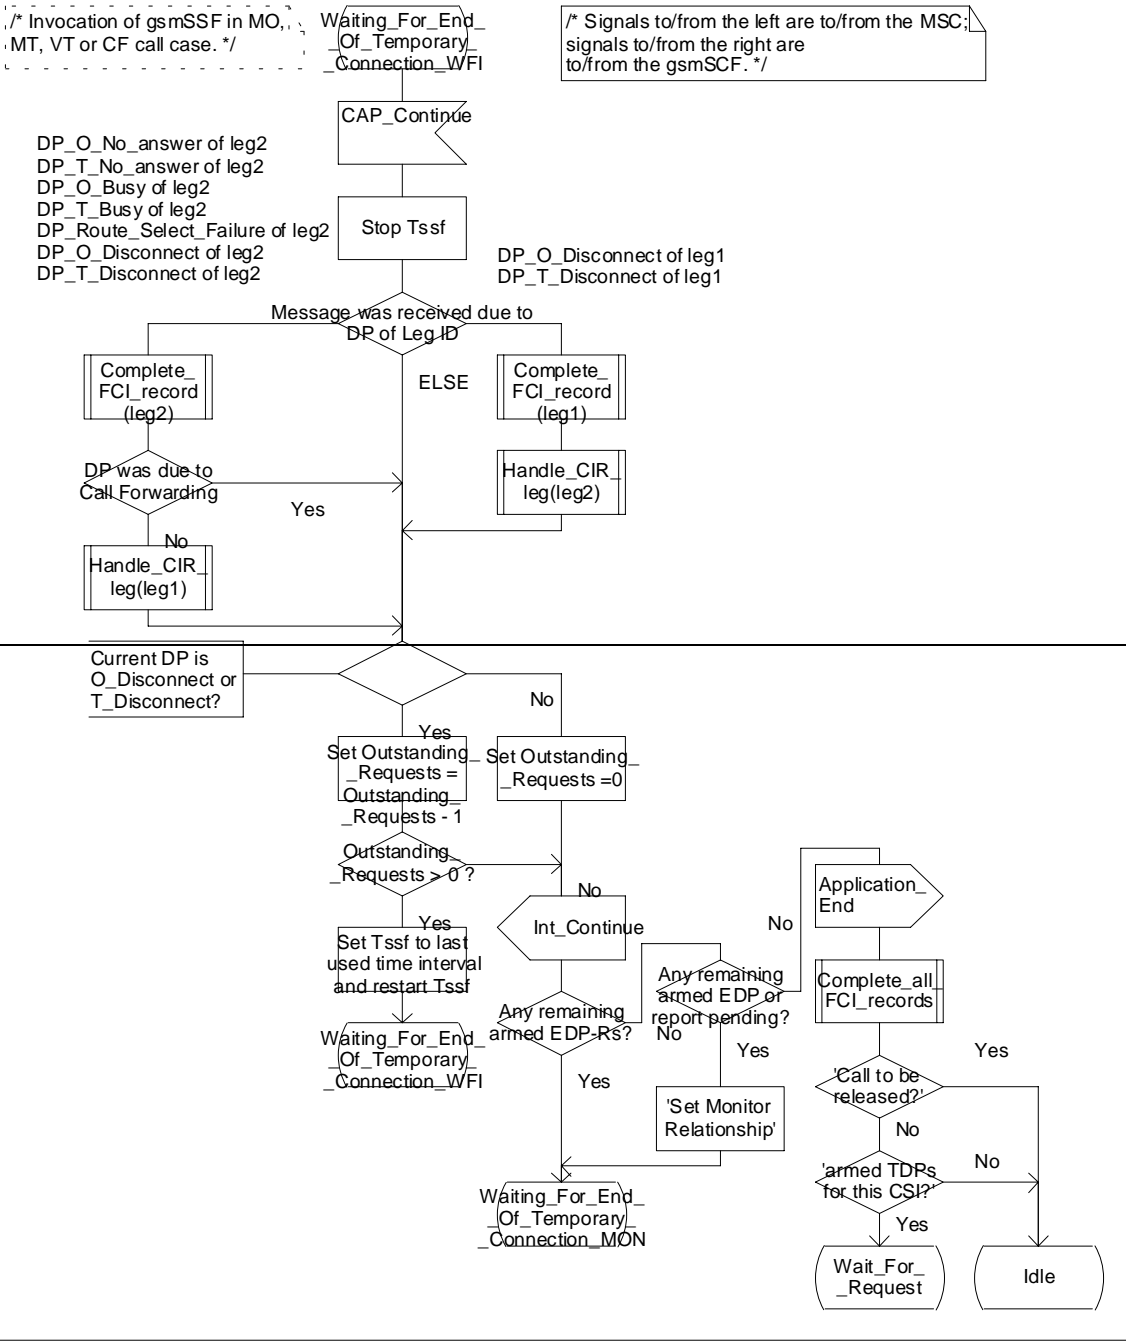 /* Invocation of gsmSSF in MO,
MT, VT or CF call case. */
Waiting_For_End_
_Of_Temporary_
_Connection_WFI
/* Signals to/from the left are to/from the MSC;
signals to/from the right are
to/from the gsmSCF. */
CAP_Continue
DP_O_No_answer of leg2
DP_T_No_answer of leg2
DP_O_Busy of leg2
DP_T_Busy of leg2
DP_Route_Select_Failure of leg2
DP_O_Disconnect of leg2
DP_T_Disconnect of leg2
Stop Tssf
DP_O_Disconnect of leg1
DP_T_Disconnect of leg1
Message was received due to
DP of Leg ID
Complete_
FCI_record
(leg2)
ELSE
Complete_
FCI_record
(leg1)
DP was due to
Call Forwarding
Yes
Handle_CIR_
leg(leg2)
No
Handle_CIR_
leg(leg1)
Current DP is
O_Disconnect or
T_Disconnect?
No
Yes
Set Outstanding_
_Requests =
Outstanding_
_Requests - 1
Set Outstanding_
_Requests =0
Outstanding_
_Requests > 0 ?
No
Yes
Int_Continue
Set Tssf to last
used time interval
and restart Tssf
Waiting_For_End_
_Of_Temporary_
_Connection_WFI
Any remaining
armed EDP-Rs?
No
Yes
Any remaining
armed EDP or
report pending?
No
Yes
'Set Monitor
Relationship'
Waiting_For_End_
_Of_Temporary_
_Connection_MON
Application_
End
Complete_all_
FCI_records
Yes
'Call to be
released?'
No
'armed TDPs
for this CSI?'
No
Yes
Wait_For_
_Request
Idle